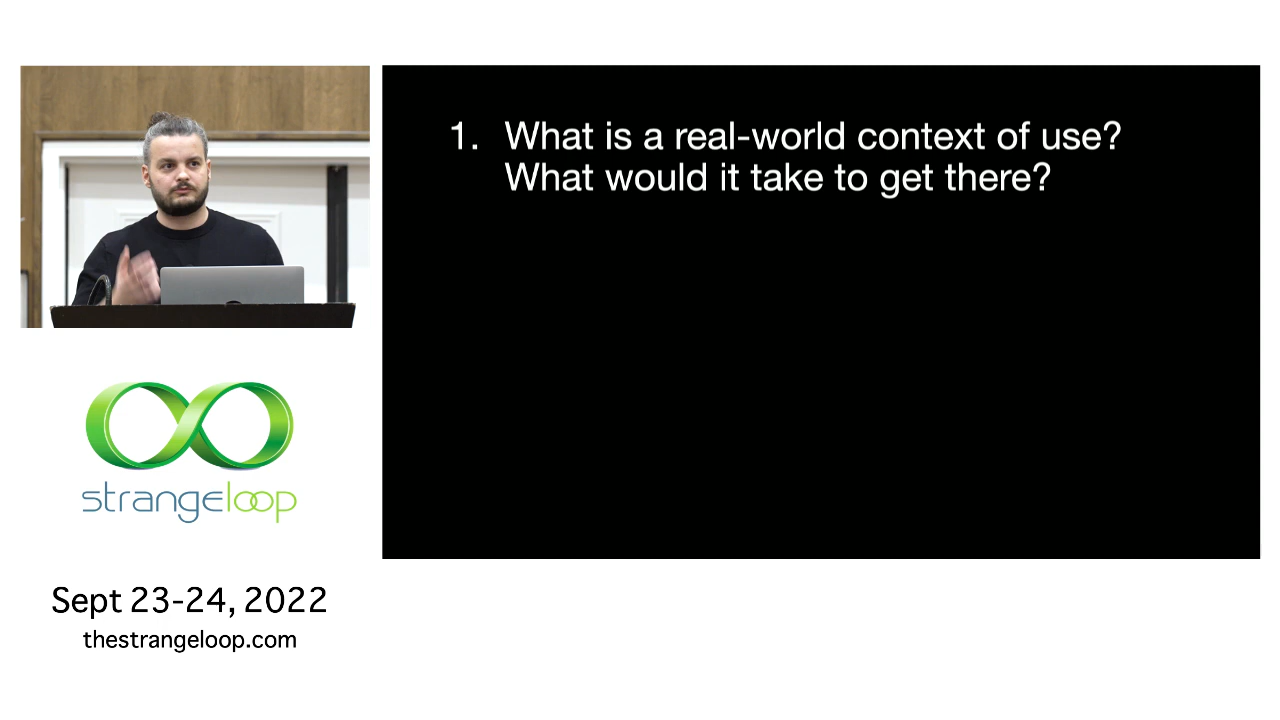 1. What is a real-world context of use?
What would it take to get there?
strangeloop
Sept 23-24, 2022
thestrangeloop.com